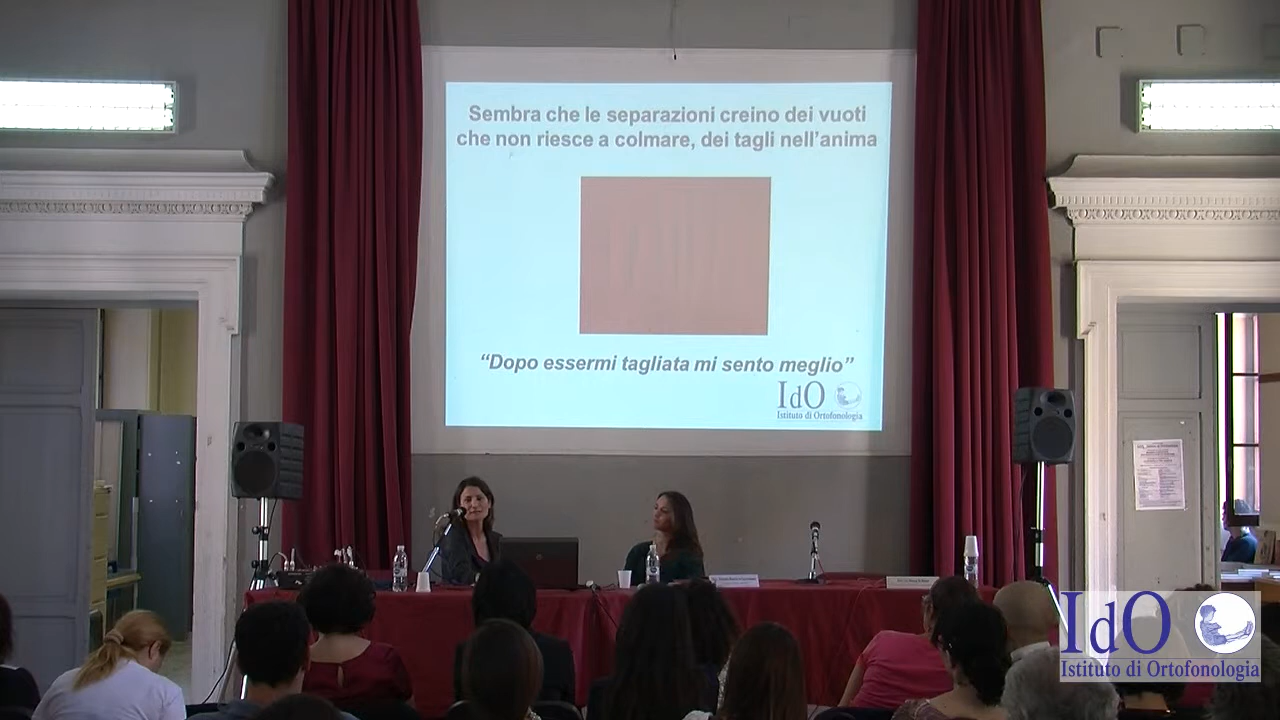 Sembra che le separazioni creino dei vuoti
che non riesce a colmare, dei tagli nell'anima
“Dopo essermi tagliata mi sento meglio”
IdO
Istituto di Ortofonologia
IdO
Istituto di Ortofonologia